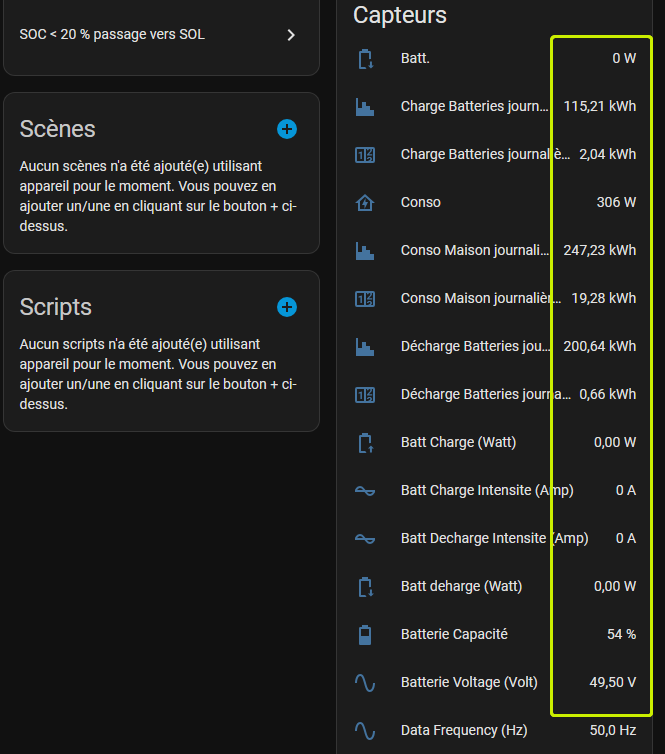 SOC < 20 % passage vers SOL
Scènes
Aucun scènes n'a été ajouté(e) utilisant
appareil pour le moment. Vous pouvez en
ajouter un/une en cliquant sur le bouton + ci-
dessus.
Scripts
Aucun scripts n'a été ajouté(e) utilisant
appareil pour le moment. Vous pouvez en
ajouter un/une en cliquant sur le bouton + ci-
dessus.
Capteurs
Batt. 0 W
Charge Batteries journ... 115,21 kWh
Charge Batteries journaliè... 2,04 kWh
Conso 306 W
Conso Maison journali... 247,23 kWh
Conso Maison journalièr... 19,28 kWh
Décharge Batteries jou... 200,64 kWh
Décharge Batteries journa... 0,66 kWh
Batt Charge (Watt) 0,00 W
Batt Charge Intensite (Amp) 0 A
Batt Decharge Intensite (Amp) 0 A
Batt deharge (Watt) 0,00 W
Batterie Capacité 54 %
Batterie Voltage (Volt) 49,50 V
Data Frequency (Hz) 50,0 Hz